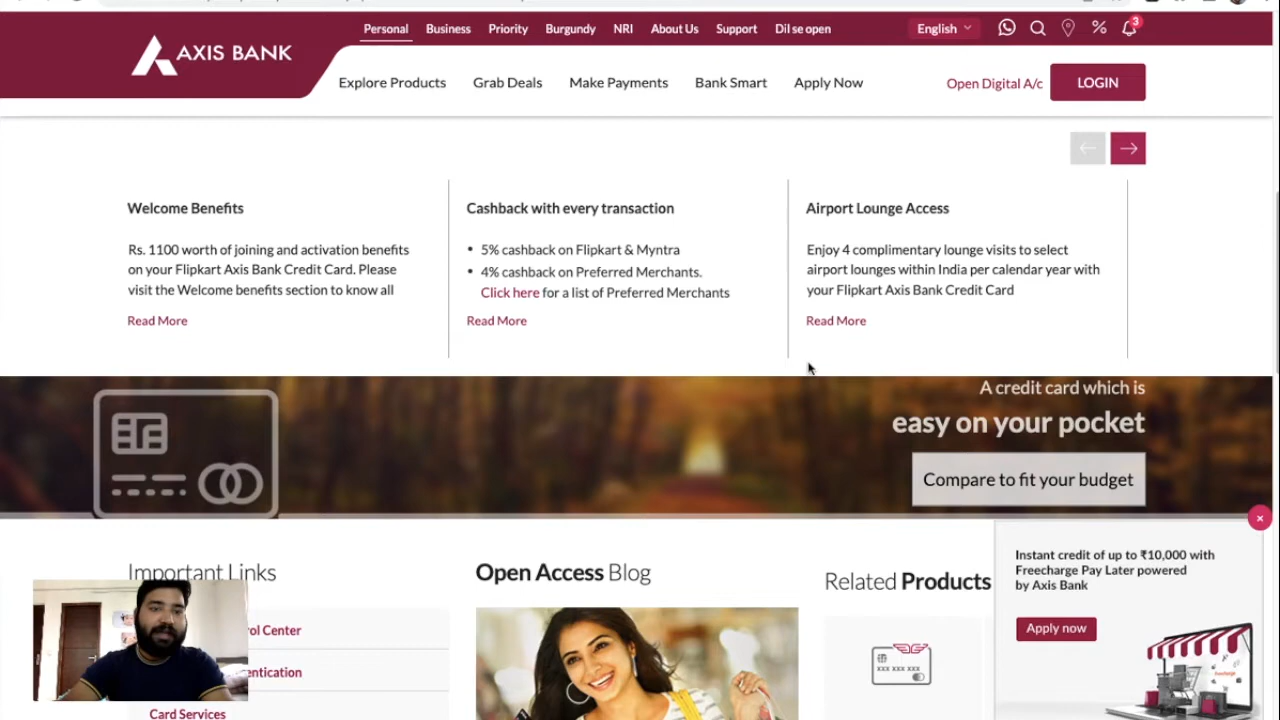 Personal Business Priority Burgundy NRI About Us Support Dil se open English 3
AXIS BANK
Explore Products Grab Deals Make Payments Bank Smart Apply Now Open Digital A/c LOGIN
Welcome Benefits
Rs. 1100 worth of joining and activation benefits
on your Flipkart Axis Bank Credit Card. Please
visit the Welcome benefits section to know all
Read More
Cashback with every transaction
• 5% cashback on Flipkart & Myntra
• 4% cashback on Preferred Merchants.
Click here for a list of Preferred Merchants
Read More
Airport Lounge Access
Enjoy 4 complimentary lounge visits to select
airport lounges within India per calendar year with
your Flipkart Axis Bank Credit Card
Read More
A credit card which is
easy on your pocket
Compare to fit your budget
Important Links
ol Center
entication
Card Services
Open Access Blog
Related Products
XXX XXX XXX
Instant credit of up to ₹10,000 with
Freecharge Pay Later powered
by Axis Bank
Apply now
freecharge